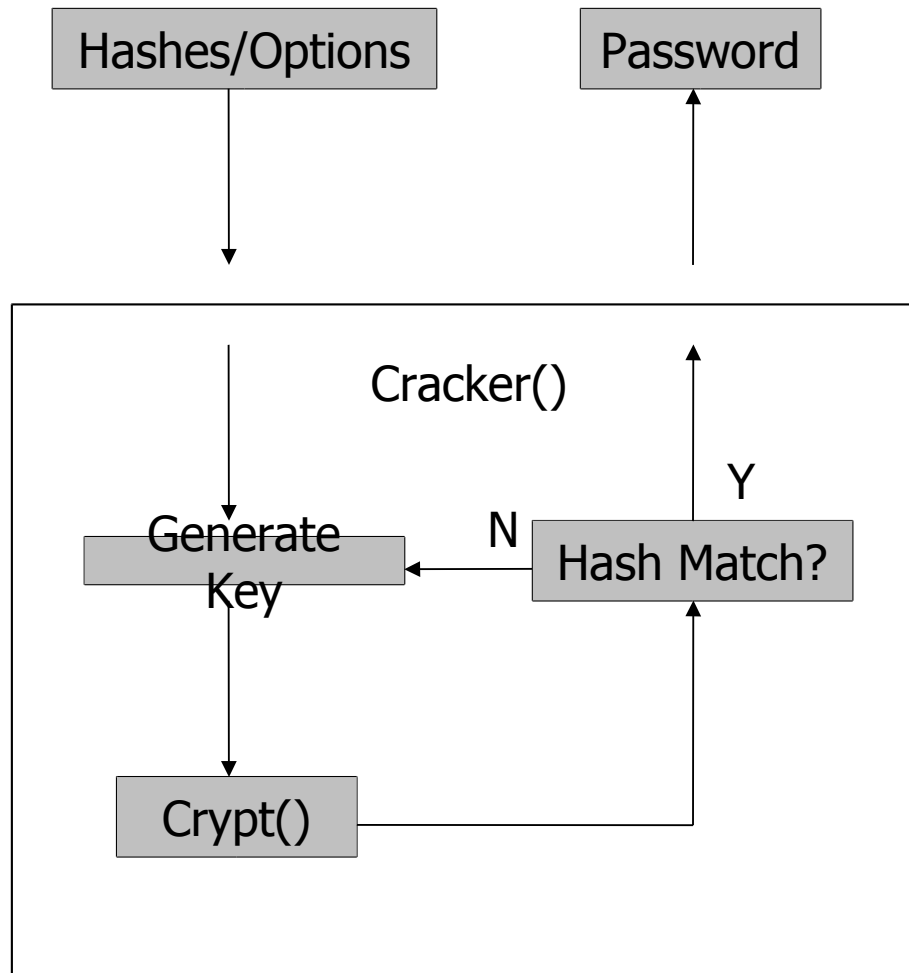 Hashes/Options
Password
Cracker()
Y
N
Generate
Key
Hash Match?
Crypt()